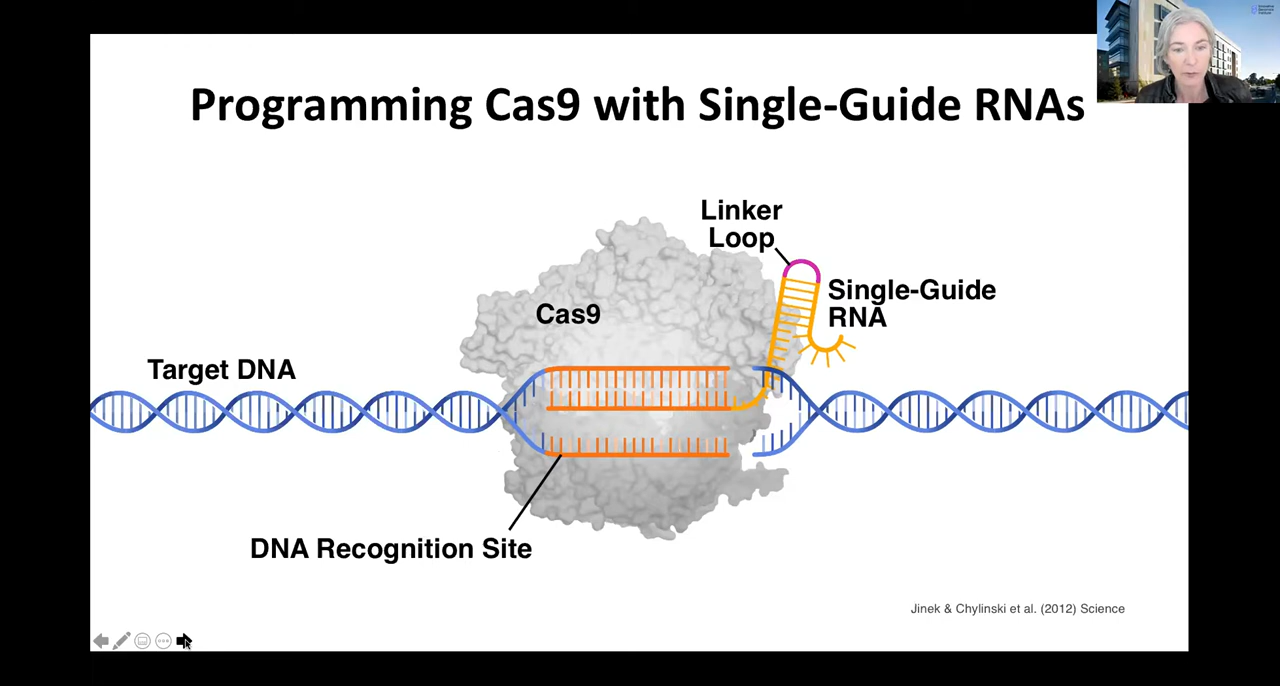 Programming Cas9 with Single-Guide RNAs
Linker
Loop
Single-Guide
RNA
Cas9
Target DNA
DNA Recognition Site
Jinek & Chylinski et al. (2012) Science